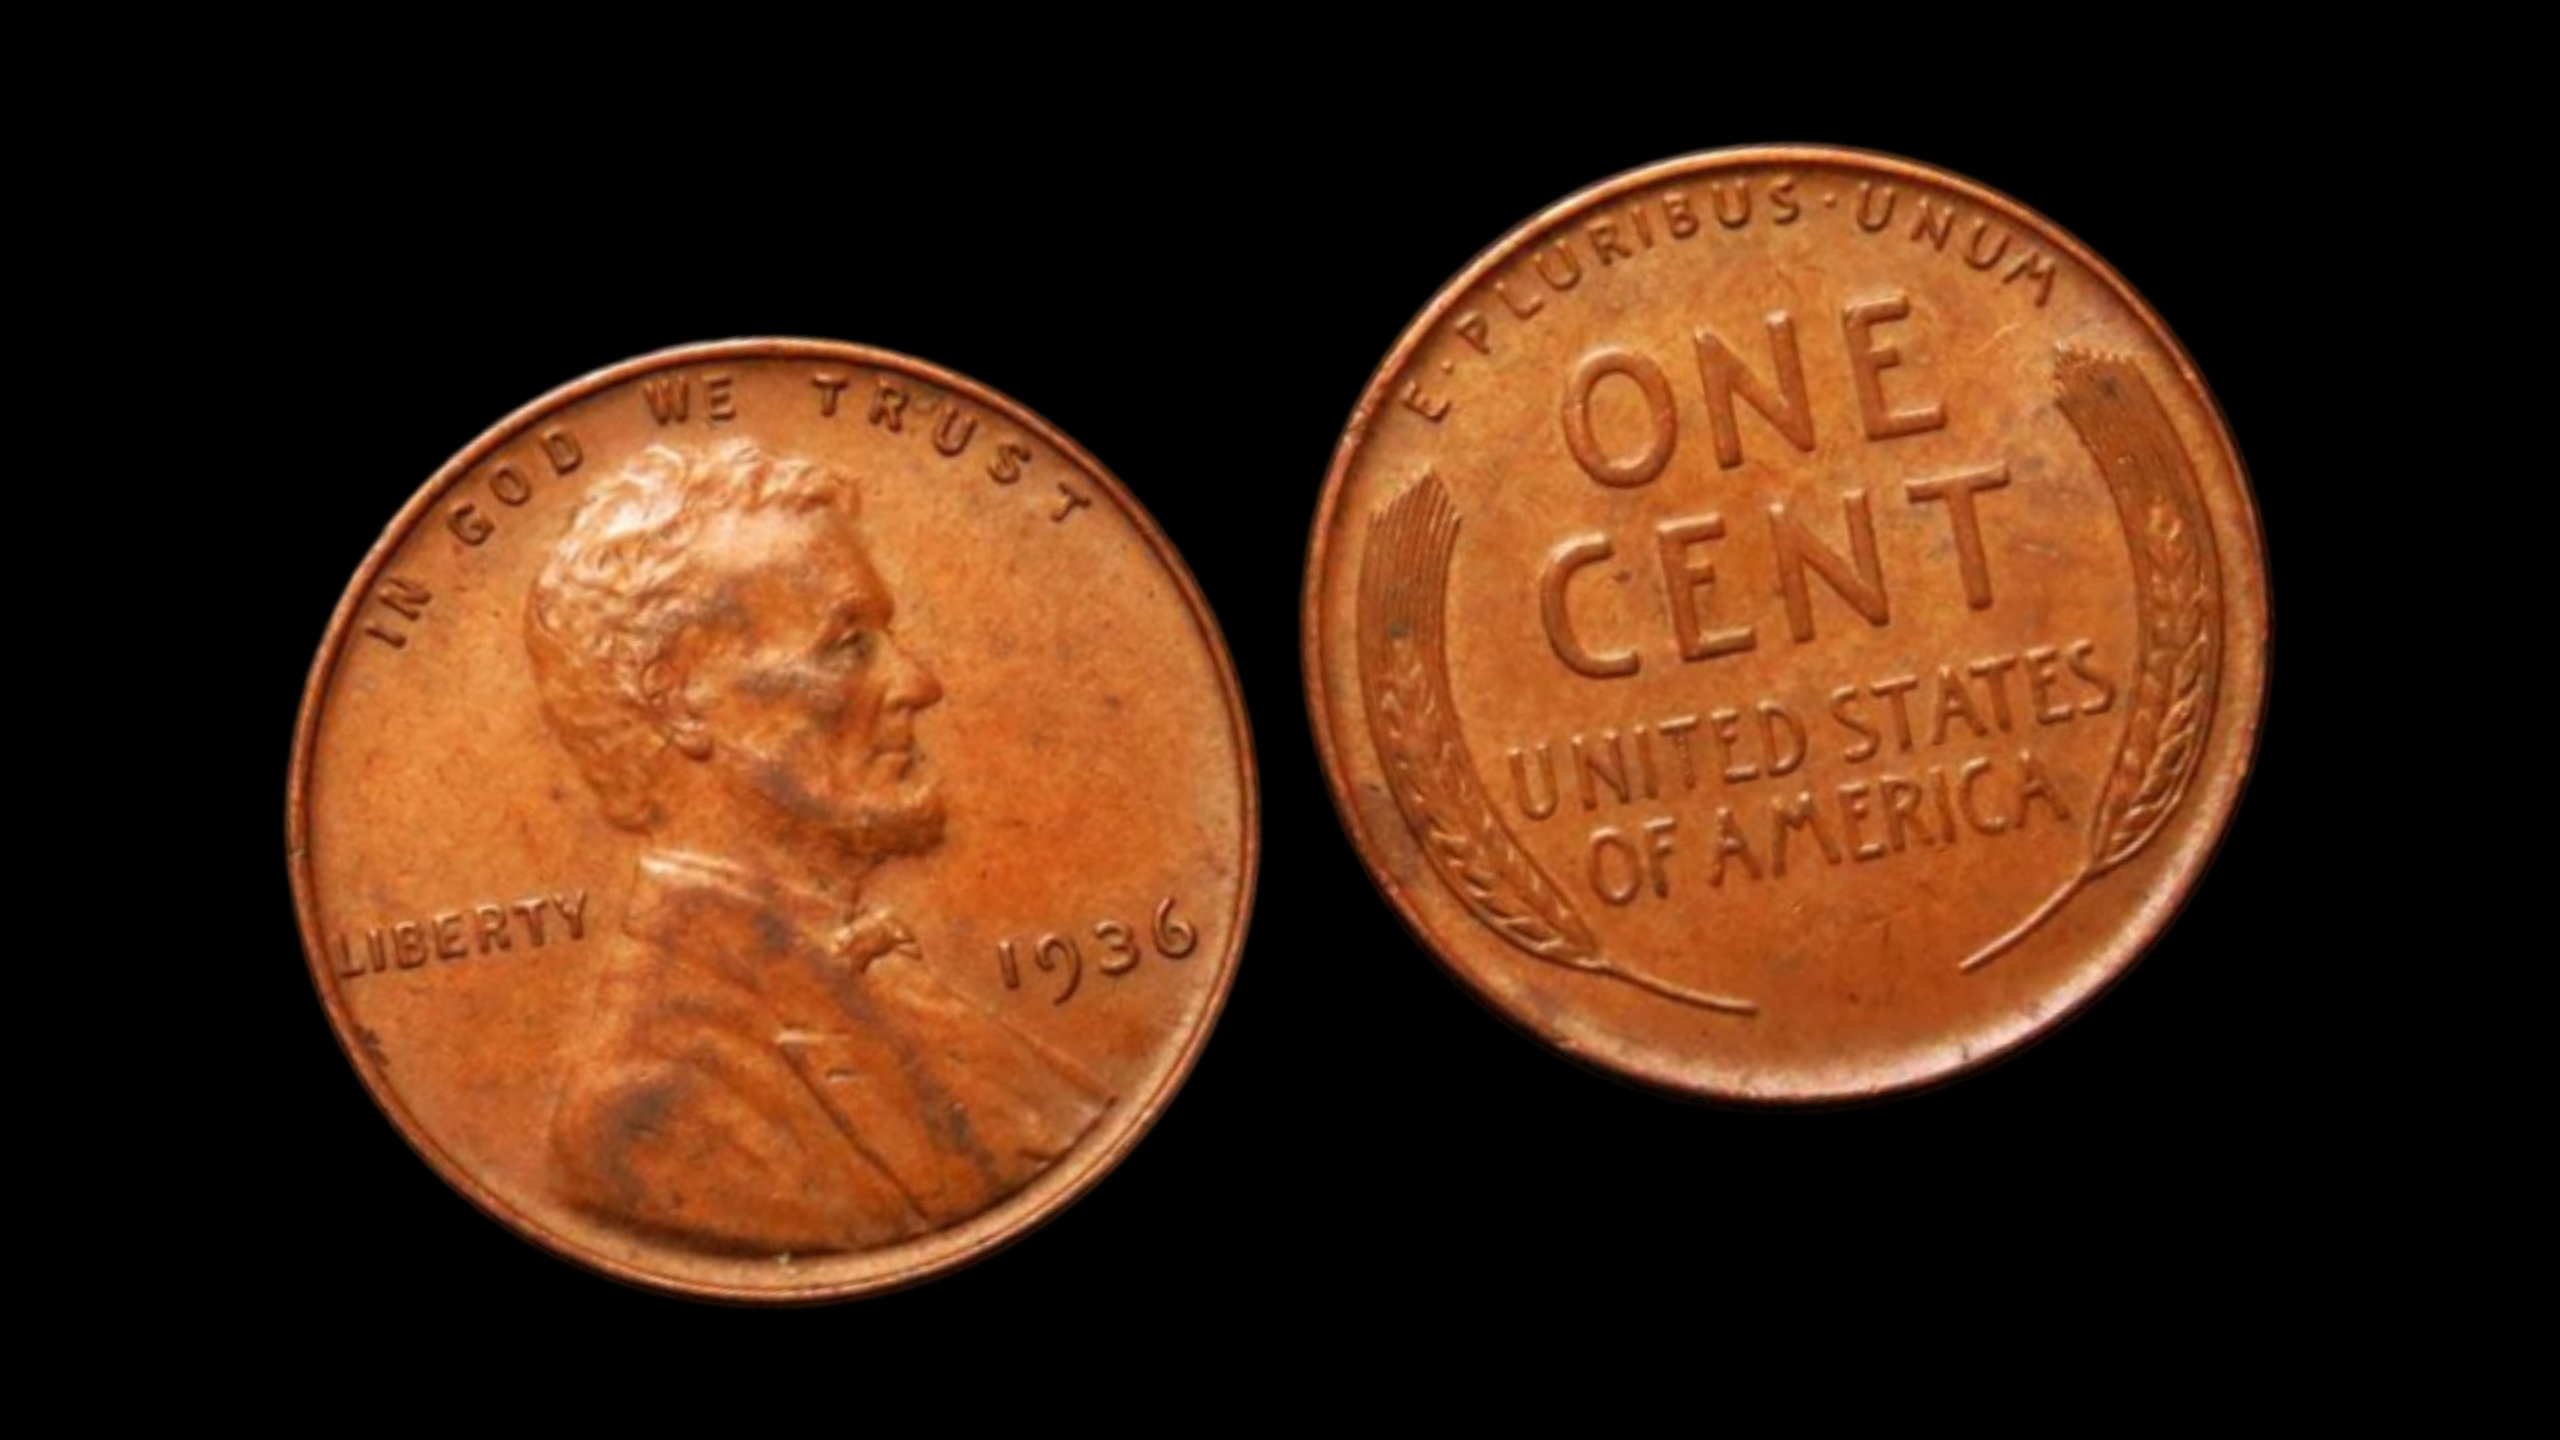 IN GOD WE TRUST
LIBERTY
1936
E·PLURIBUS·UNUM
ONE
CENT
UNITED STATES
OF AMERICA